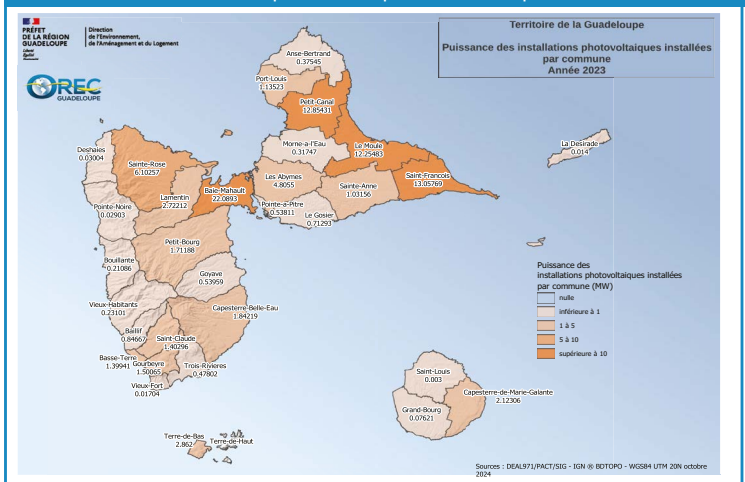 PRÉFET
DE LA RÉGION
GUADELOUPE
Liberté
Égalité
Direction
de l'Environnement,
de l'Aménagement et du Logement
OREC
GUADELOUPE
Territoire de la Guadeloupe
Puissance des installations photovoltaiques installées
par commune
Année 2023
Anse-Bertrand
0.37545
Port-Louis
1.13523
Petit-Canal
12.85431
Morne-a-l'Eau
0.31747
Le Moule
12.25483
La Desirade
0.014
Deshaies
0.03004
Sainte-Rose
6.10257
Lamentin
2.72212
Baie-Mahault
22.0893
Les Abymes
4.8055
Sainte-Anne
1.03156
Saint-Francois
13.05769
Pointe-Noire
0.02903
Pointe-a-Pitre
0.53811
Le Gosier
0.71293
Petit-Bourg
1.71188
Bouillante
0.21086
Goyave
0.53959
Vieux-Habitants
0.23101
Capesterre-Belle-Eau
1.84219
Baillif
0.84667
Saint-Claude
1.40296
Basse-Terre
1.39941
Gourbeyre
1.50065
Trois-Rivieres
0.47802
Vieux-Fort
0.01704
Terre-de-Bas
2.862
Terre-de-Haut
Saint-Louis
0.003
Capesterre-de-Marie-Galante
2.12306
Grand-Bourg
0.07621
Puissance des
installations photovoltaiques installées
par commune (MW)
nulle
inférieure à 1
1 à 5
5 à 10
supérieure à 10
Sources : DEAL971/PACT/SIG - IGN ® BDTOPO - WGS84 UTM 20N octobre
2024